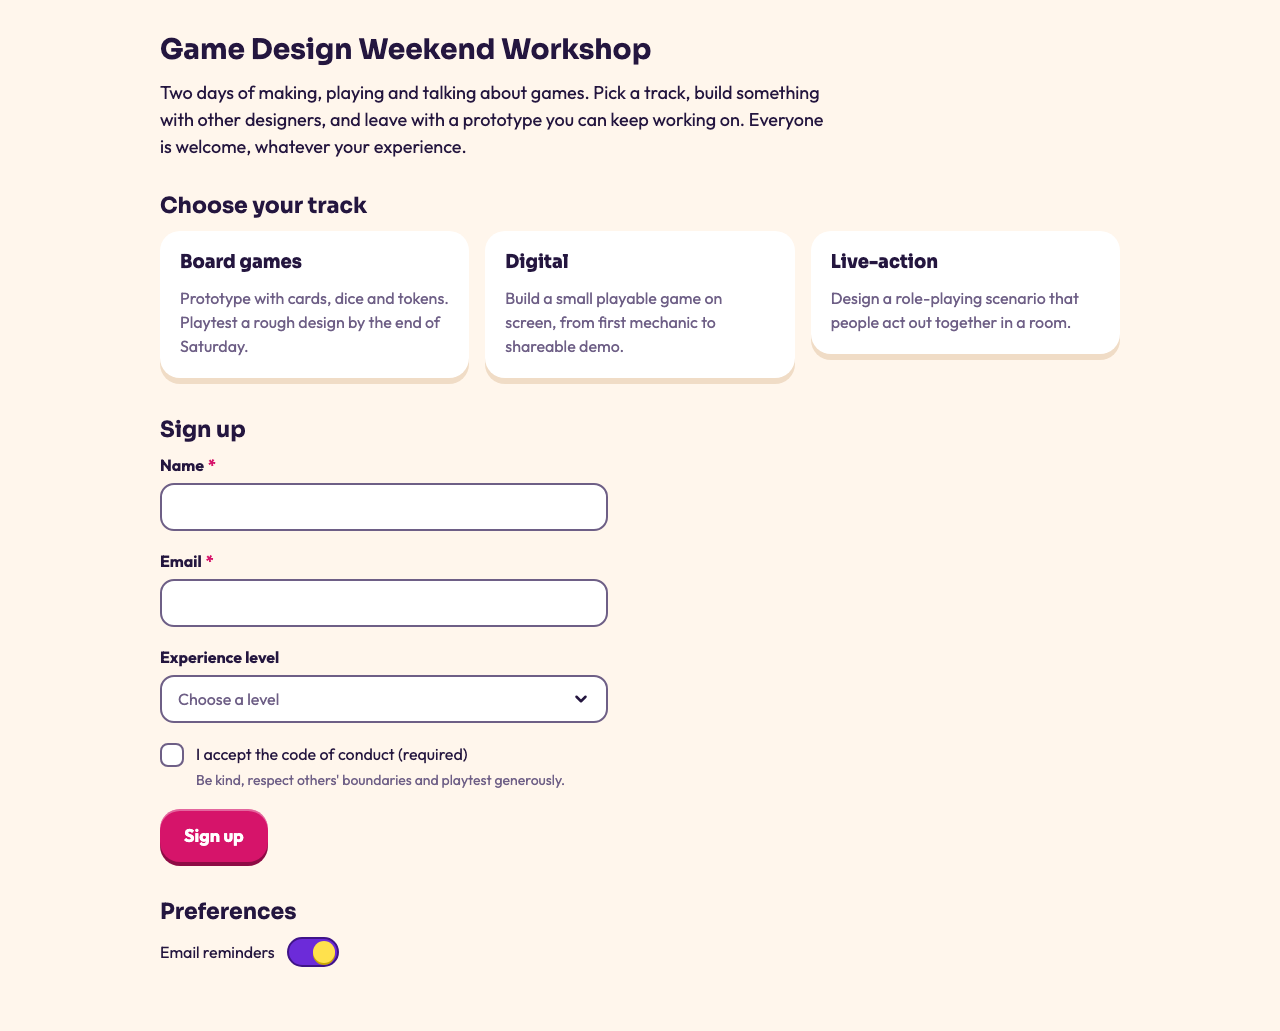 Game Design Weekend Workshop
Two days of making, playing and talking about games. Pick a track, build something
with other designers, and leave with a prototype you can keep working on. Everyone
is welcome, whatever your experience.
Choose your track
Board games
Prototype with cards, dice and tokens.
Playtest a rough design by the end of
Saturday.
Digital
Build a small playable game on
screen, from first mechanic to
shareable demo.
Live-action
Design a role-playing scenario that
people act out together in a room.
Sign up
Name *
Email *
Experience level
Choose a level
I accept the code of conduct (required)
Be kind, respect others' boundaries and playtest generously.
Sign up
Preferences
Email reminders